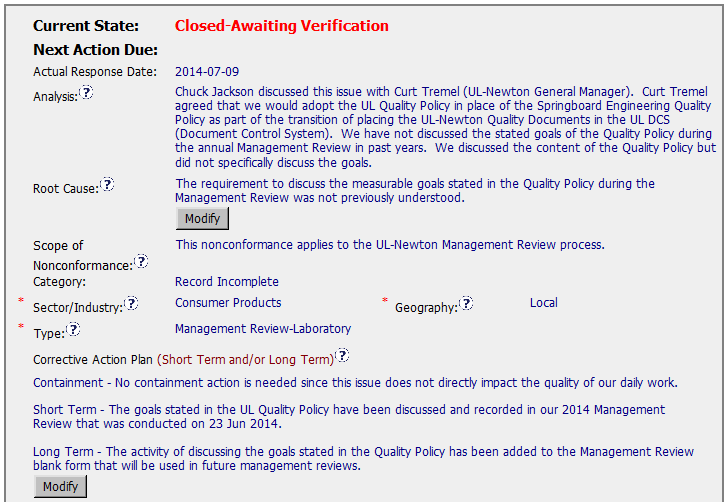 Current State: Closed-Awaiting Verification
Next Action Due:
Actual Response Date: 2014-07-09
Analysis:? Chuck Jackson discussed this issue with Curt Tremel (UL-Newton General Manager). Curt Tremel
agreed that we would adopt the UL Quality Policy in place of the Springboard Engineering Quality
Policy as part of the transition of placing the UL-Newton Quality Documents in the UL DCS
(Document Control System). We have not discussed the stated goals of the Quality Policy during
the annual Management Review in past years. We discussed the content of the Quality Policy but
did not specifically discuss the goals.
Root Cause:? The requirement to discuss the measurable goals stated in the Quality Policy during the
Management Review was not previously understood.
Modify
Scope of This nonconformance applies to the UL-Newton Management Review process.
Nonconformance:?
Category: Record Incomplete
* Sector/Industry:? Consumer Products * Geography:? Local
* Type:? Management Review-Laboratory
Corrective Action Plan (Short Term and/or Long Term)?
Containment - No containment action is needed since this issue does not directly impact the quality of our daily work.
Short Term - The goals stated in the UL Quality Policy have been discussed and recorded in our 2014 Management
Review that was conducted on 23 Jun 2014.
Long Term - The activity of discussing the goals stated in the Quality Policy has been added to the Management Review
blank form that will be used in future management reviews.
Modify